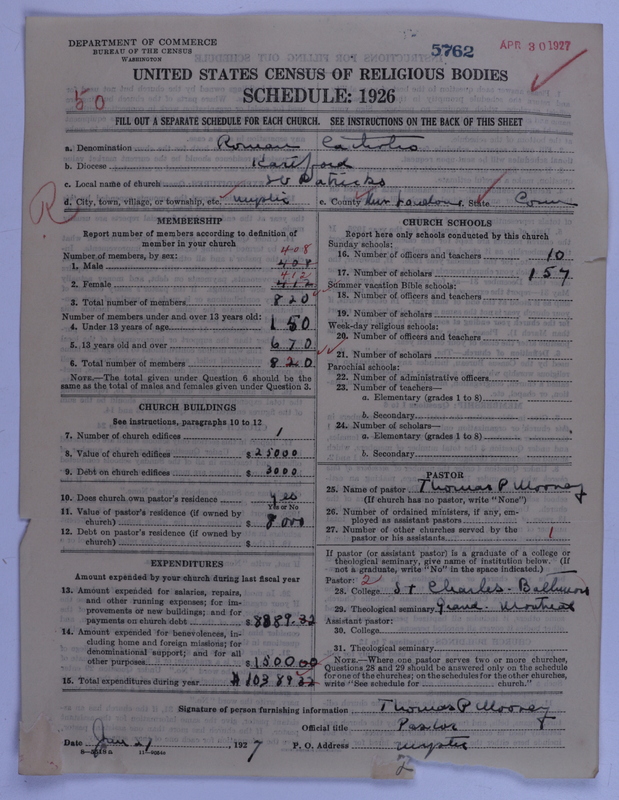 DEPARTMENT OF COMMERCE
BUREAU OF THE CENSUS
WASHINGTON
5762
APR 30 1927
UNITED STATES CENSUS OF RELIGIOUS BODIES
SCHEDULE: 1926
FILL OUT A SEPARATE SCHEDULE FOR EACH CHURCH. SEE INSTRUCTIONS ON THE BACK OF THIS SHEET
a. Denomination Roman Catholic
b. Diocese Hartford
c. Local name of church St Patricks
d. City, town, village, or township, etc. Mystic e. County New London f. State Conn
R
MEMBERSHIP
Report number of members according to definition of
member in your church
Number of members, by sex:
408
1. Male 408
412
2. Female 412
3. Total number of members 820
Number of members under and over 13 years old:
4. Under 13 years of age 150
5. 13 years old and over 670
6. Total number of members 820
NOTE.—The total given under Question 6 should be the
same as the total of males and females given under Question 3.
CHURCH BUILDINGS
See instructions, paragraphs 10 to 12
7. Number of church edifices 1
8. Value of church edifices $ 25000
9. Debt on church edifices $ 3000
10. Does church own pastor's residence yes
Yes or No
11. Value of pastor's residence (if owned by
church) $ 8000
12. Debt on pastor's residence (if owned by
church) $
EXPENDITURES
Amount expended by your church during last fiscal year
13. Amount expended for salaries, repairs,
and other running expenses; for im-
provements or new buildings; and for
payments on church debt $ 8889.32
14. Amount expended for benevolences, in-
cluding home and foreign missions; for
denominational support; and for all
other purposes $ 1500.00
15. Total expenditures during year $ 10389.32
CHURCH SCHOOLS
Report here only schools conducted by this church
Sunday schools:
16. Number of officers and teachers 10
17. Number of scholars 157
Summer vacation Bible schools:
18. Number of officers and teachers
19. Number of scholars
Week-day religious schools:
20. Number of officers and teachers
21. Number of scholars
Parochial schools:
22. Number of administrative officers
23. Number of teachers—
a. Elementary (grades 1 to 8)
b. Secondary
24. Number of scholars—
a. Elementary (grades 1 to 8)
b. Secondary
PASTOR
25. Name of pastor Thomas P Mooney
(If church has no pastor, write "None")
26. Number of ordained ministers, if any, em-
ployed as assistant pastors
27. Number of other churches served by the
pastor or his assistants 1
If pastor (or assistant pastor) is a graduate of a college or
theological seminary, give name of institution below. (If
not a graduate, write "No" in the space indicated.)
Pastor: 2
28. College St Charles - Baltimore
29. Theological seminary Grand - Montreal
Assistant pastor:
30. College
31. Theological seminary
NOTE.—Where one pastor serves two or more churches,
Questions 28 and 29 should be answered only on the schedule
for one of the churches; on the schedules for the other churches,
write "See schedule for ______ church."
Signature of person furnishing information Thomas P Mooney
Official title Pastor
Date Jan 21, 1927 P. O. Address Mystic
2